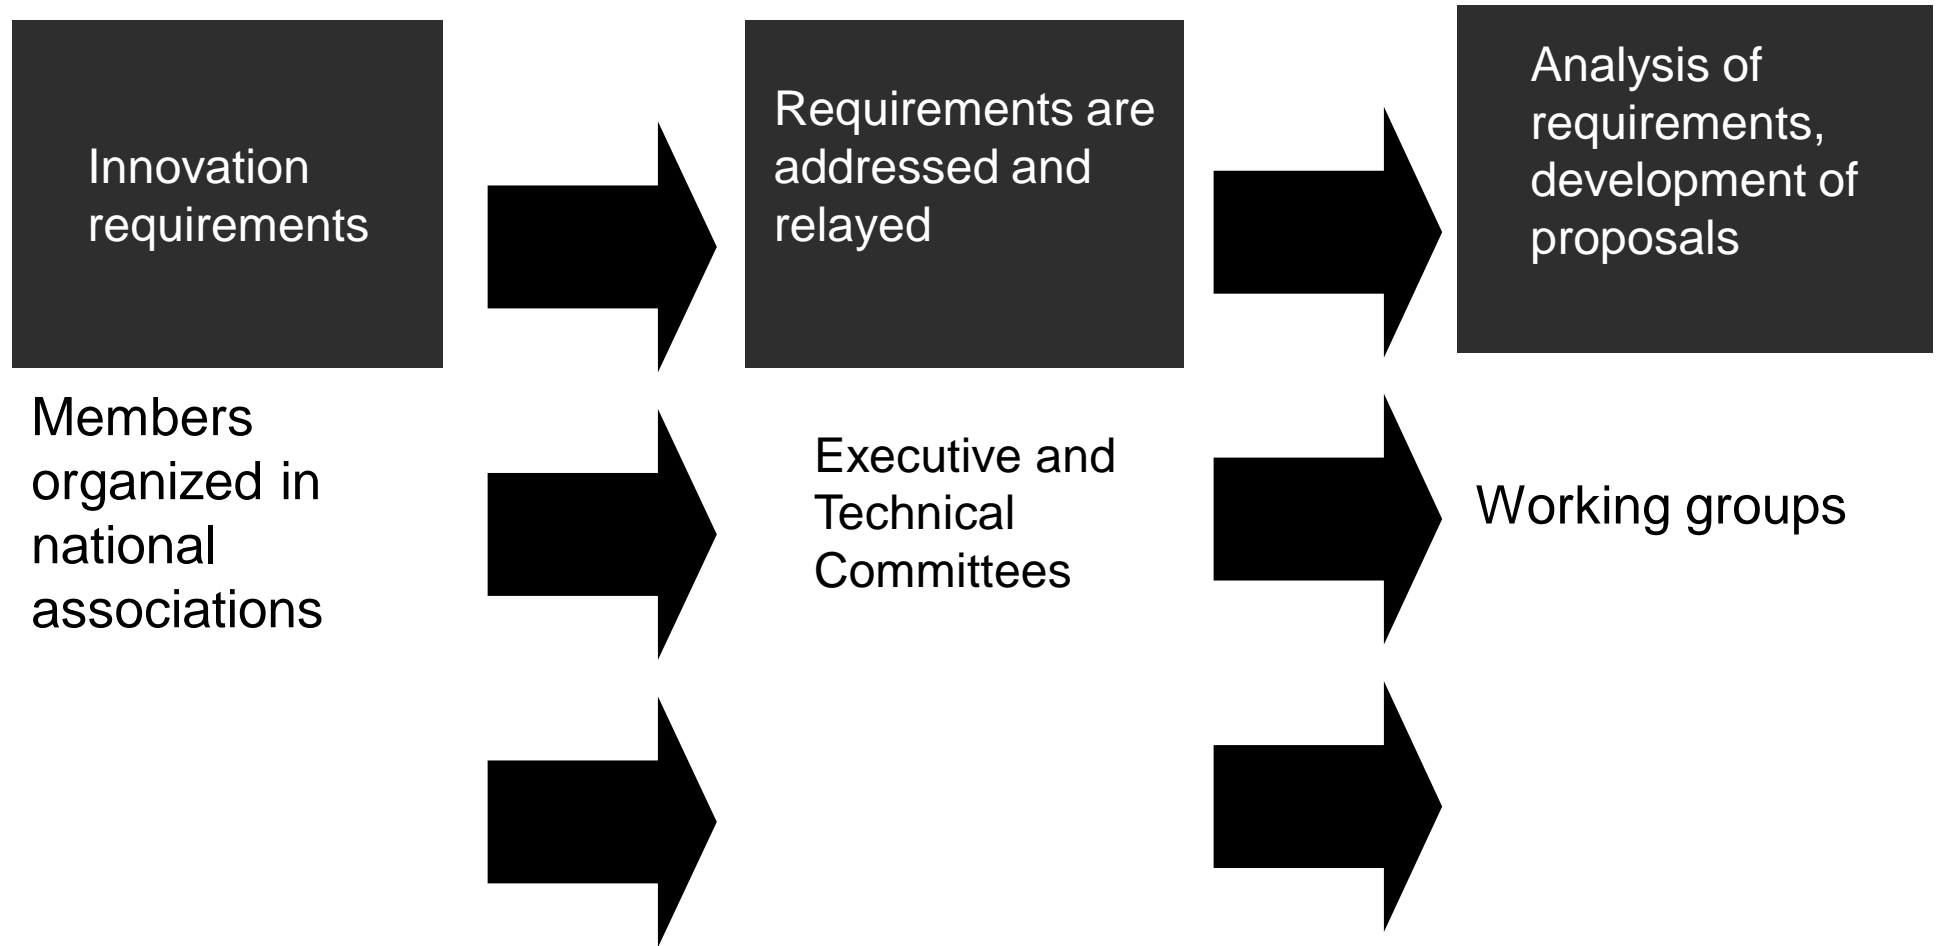 Innovation
requirements
Requirements are
addressed and
relayed
Analysis of
requirements,
development of
proposals
Members
organized in
national
associations
Executive and
Technical
Committees
Working groups